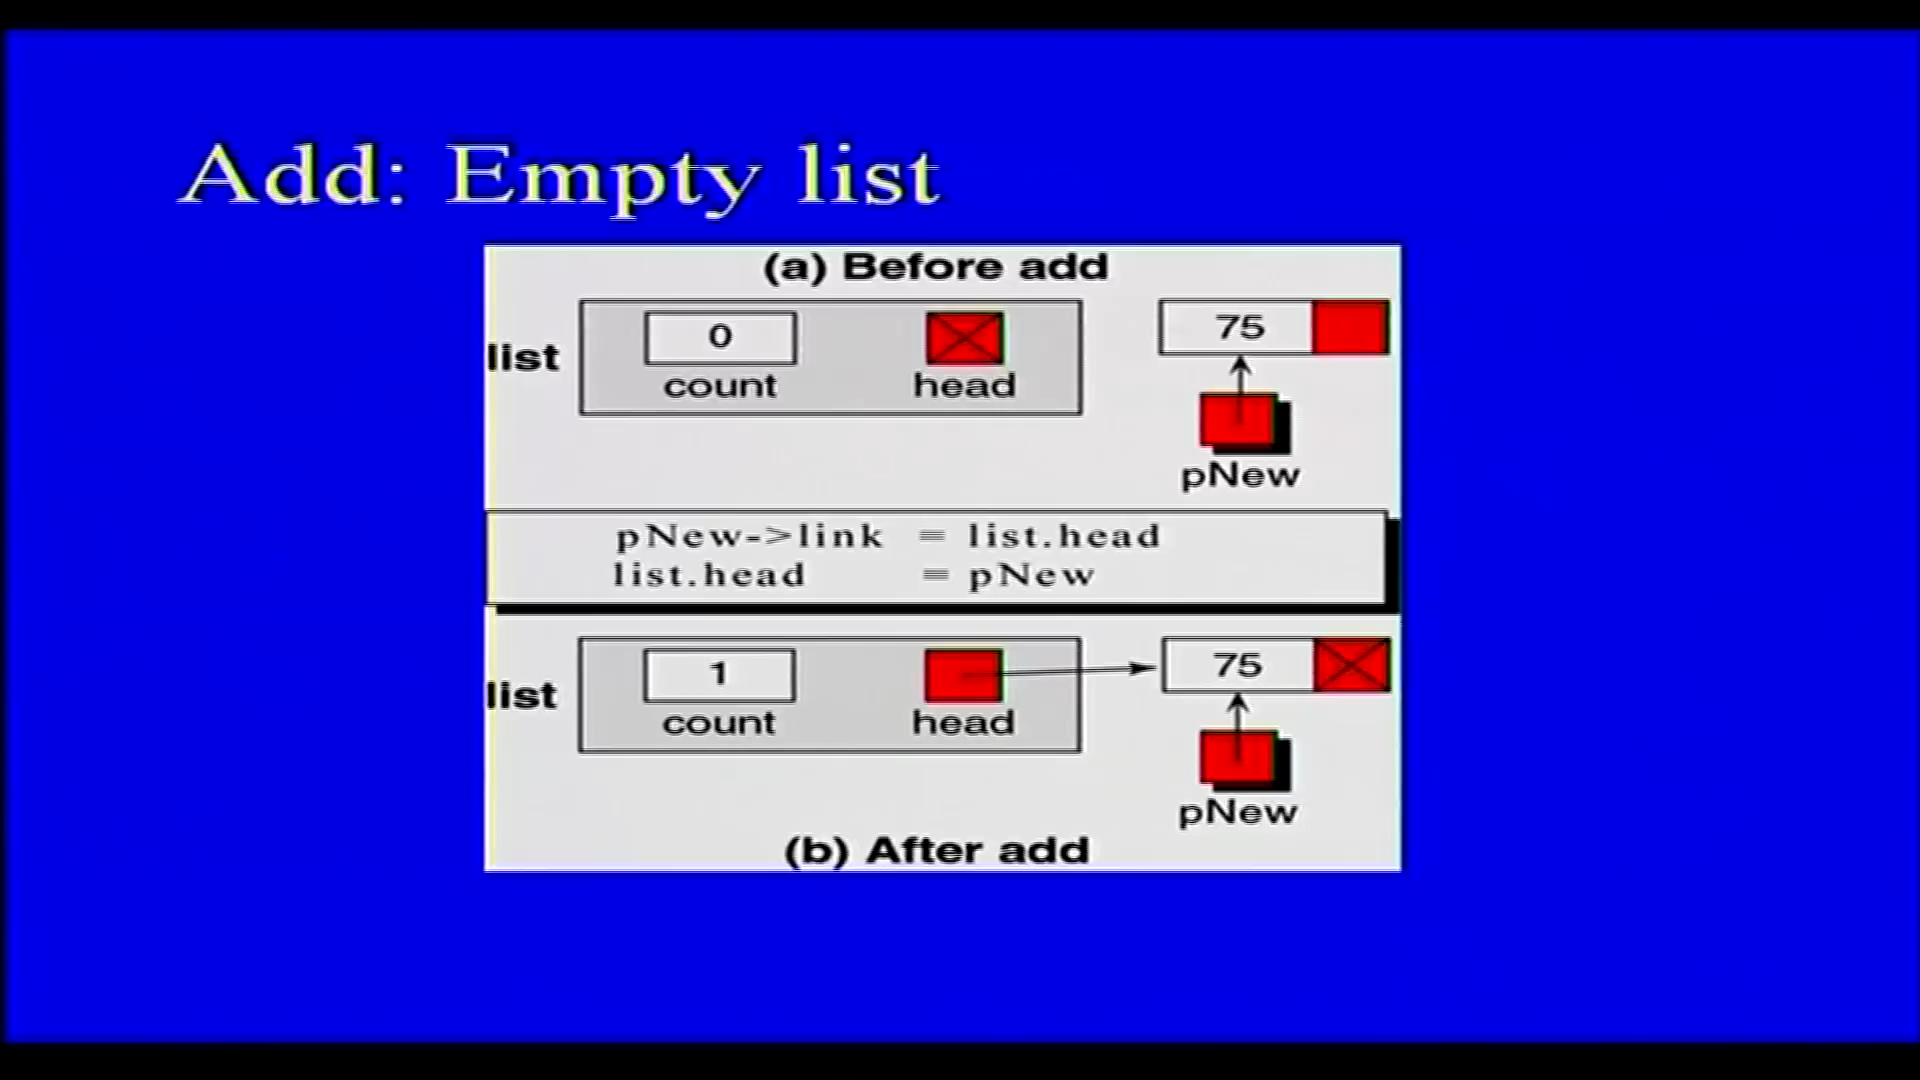 Add: Empty list
(a) Before add
list
0
count
head
75
pNew
pNew->link = list.head
list.head = pNew
list
1
count
head
75
pNew
(b) After add